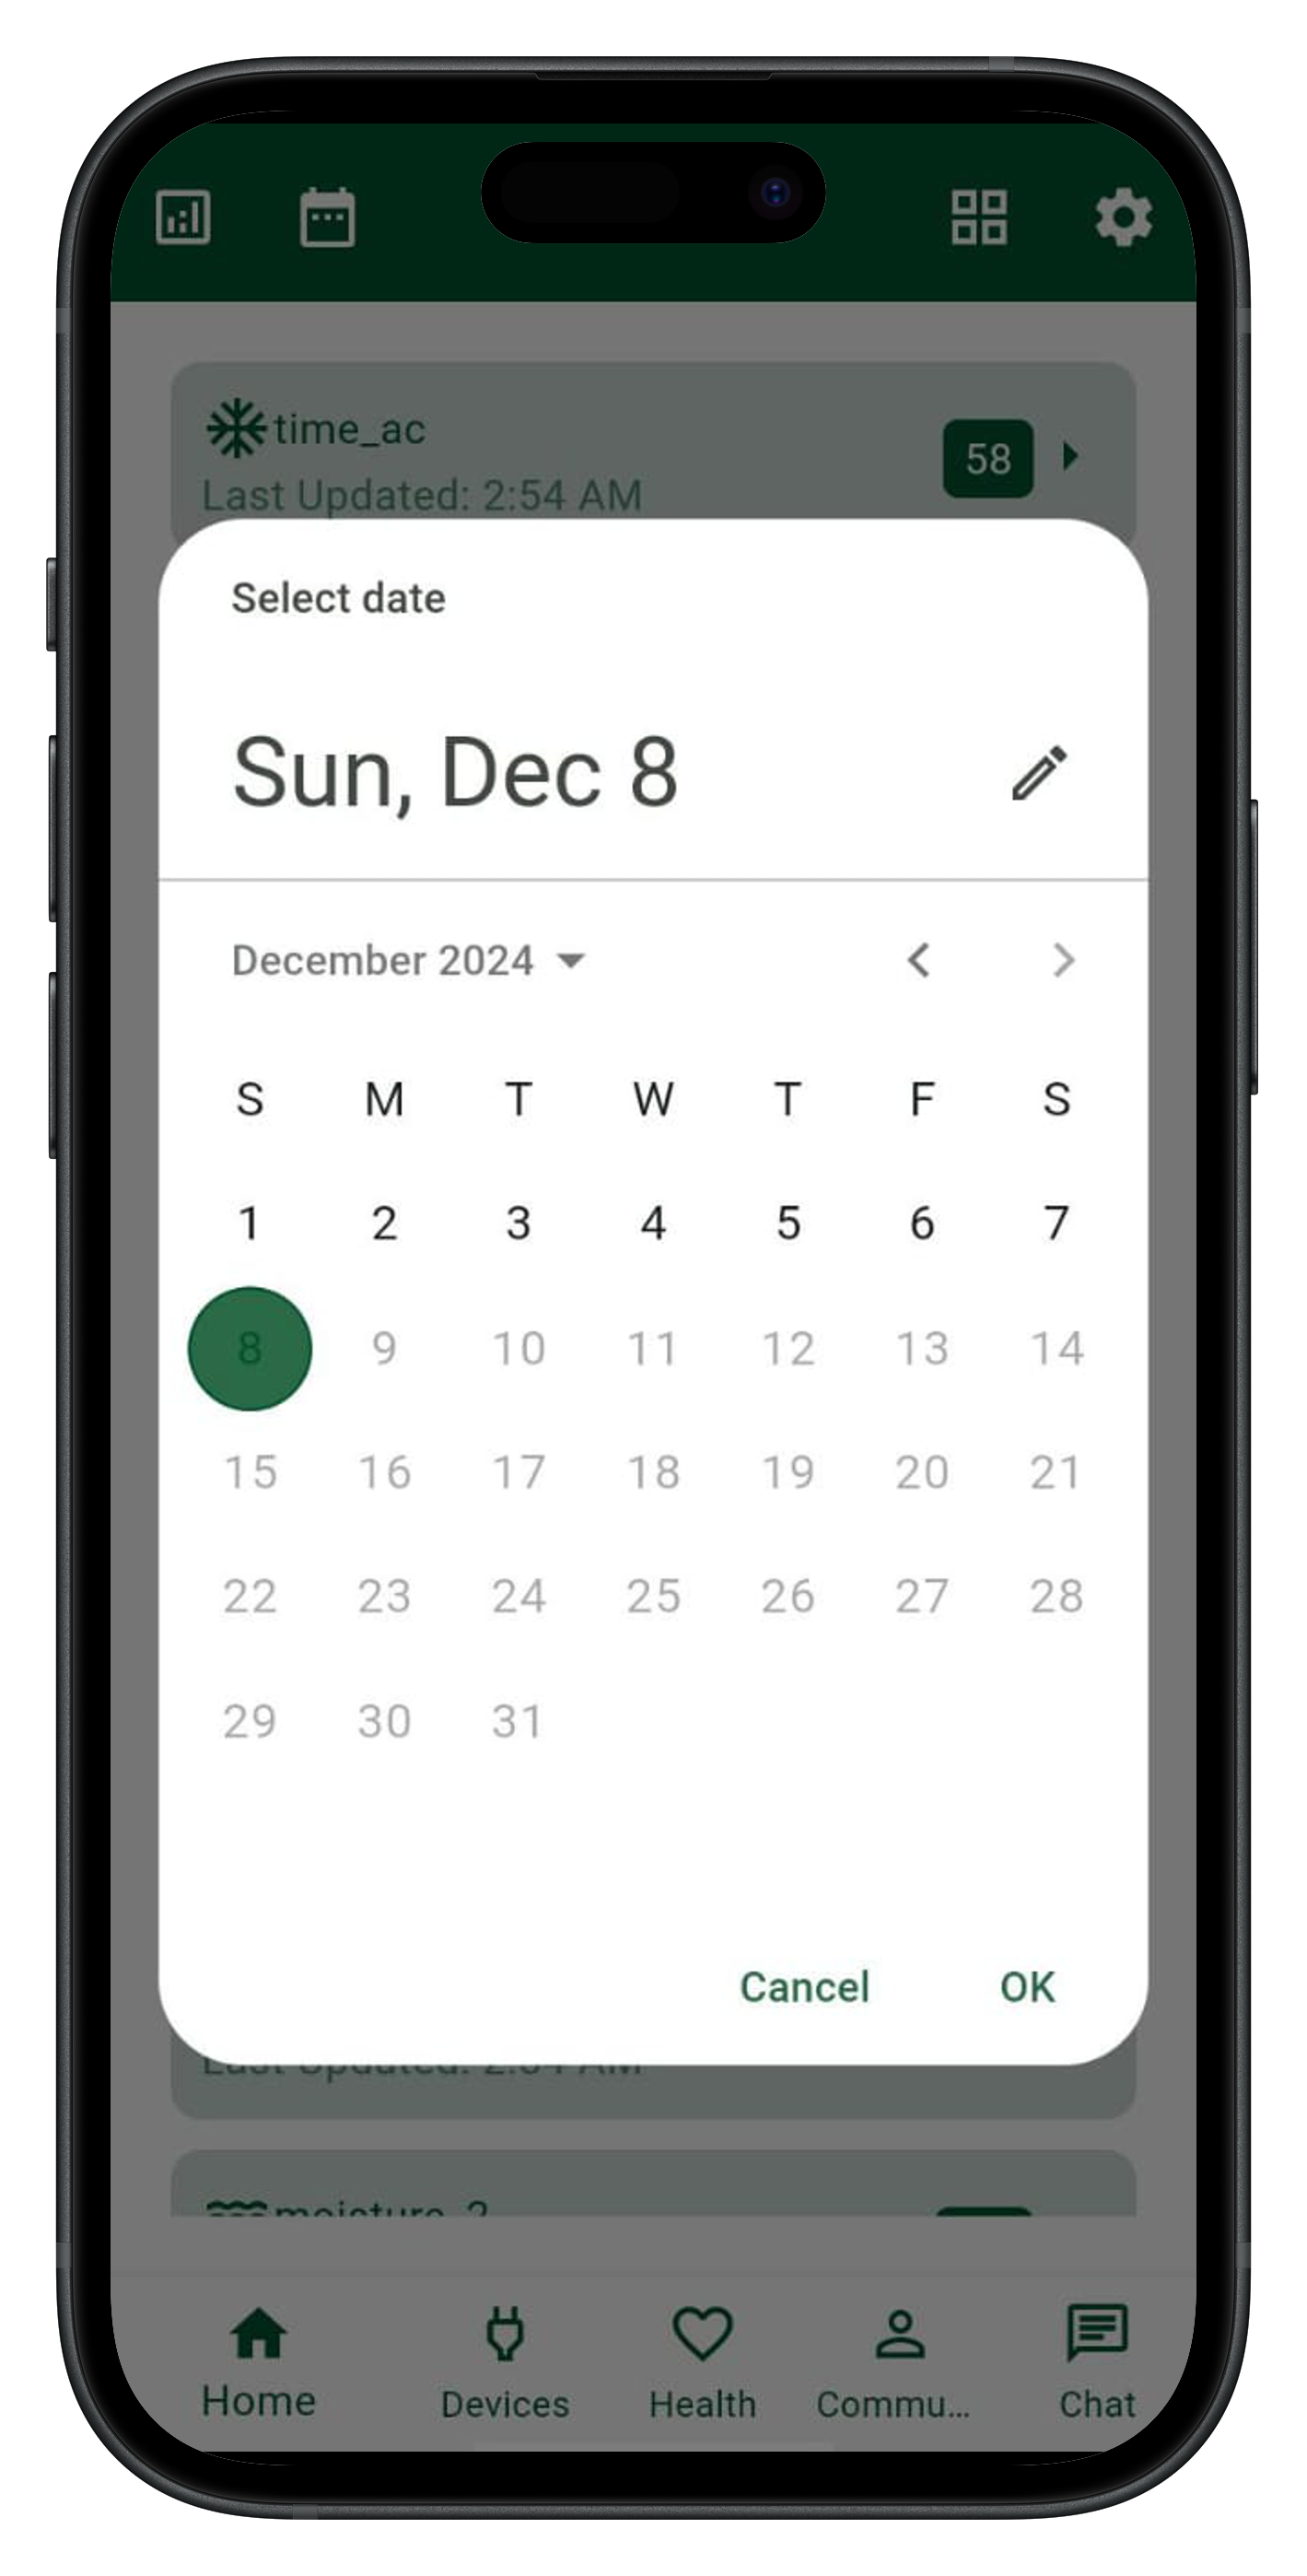 time_ac
58
Last Updated: 2:54 AM
Select date
Sun, Dec 8
December 2024
S M T W T F S
1 2 3 4 5 6 7
8 9 10 11 12 13 14
15 16 17 18 19 20 21
22 23 24 25 26 27 28
29 30 31
Cancel OK
Last Updated: 2:54 AM
moisture_2
Home Devices Health Commu... Chat